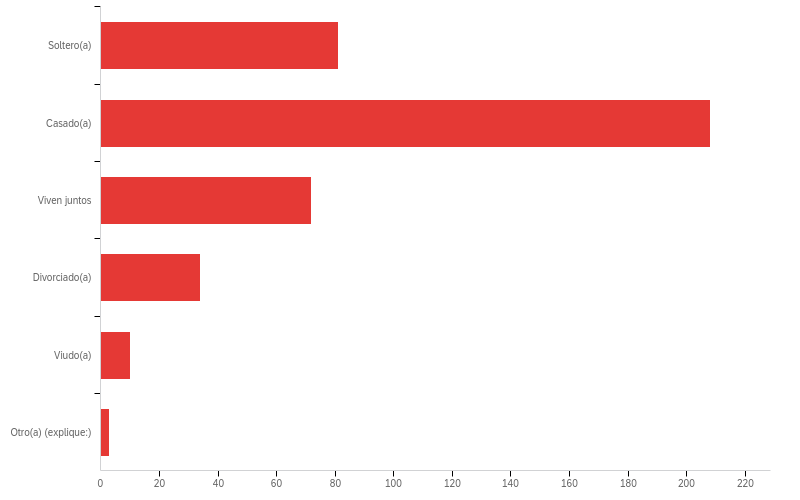 Soltero(a)
Casado(a)
Viven juntos
Divorciado(a)
Viudo(a)
Otro(a) (explique:)
0 20 40 60 80 100 120 140 160 180 200 220